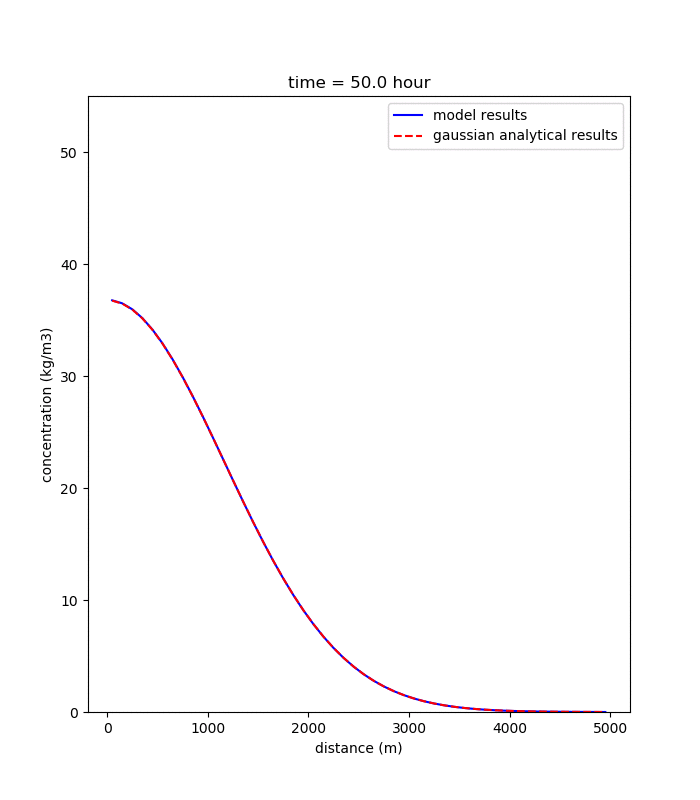 time = 50.0 hour
model results
gaussian analytical results
50
40
30
20
10
0
concentration (kg/m3)
0 1000 2000 3000 4000 5000
distance (m)